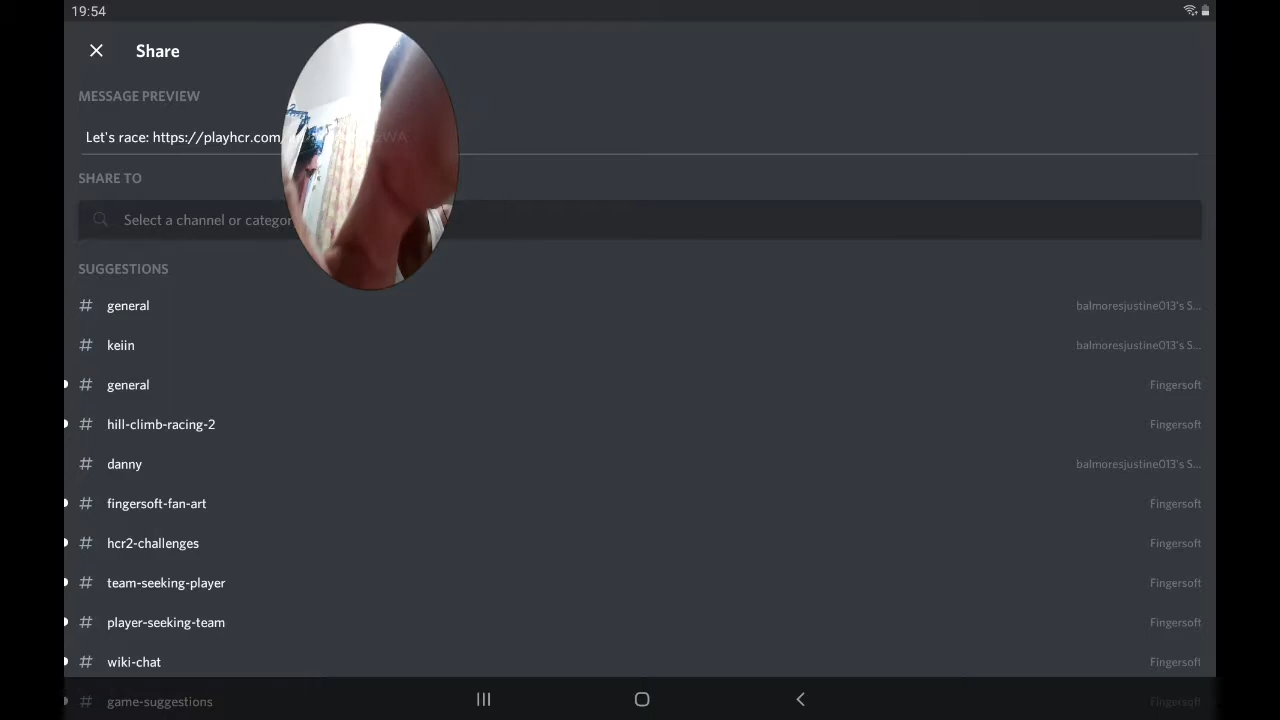 19:54
Share
MESSAGE PREVIEW
Let's race: https://playhcr.com/
SHARE TO
Select a channel or categor
SUGGESTIONS
# general balmoresjustine013's S...
# keiin balmoresjustine013's S...
# general Fingersoft
# hill-climb-racing-2 Fingersoft
# danny balmoresjustine013's S...
# fingersoft-fan-art Fingersoft
# hcr2-challenges Fingersoft
# team-seeking-player Fingersoft
# player-seeking-team Fingersoft
# wiki-chat Fingersoft
# game-suggestions Fingersoft